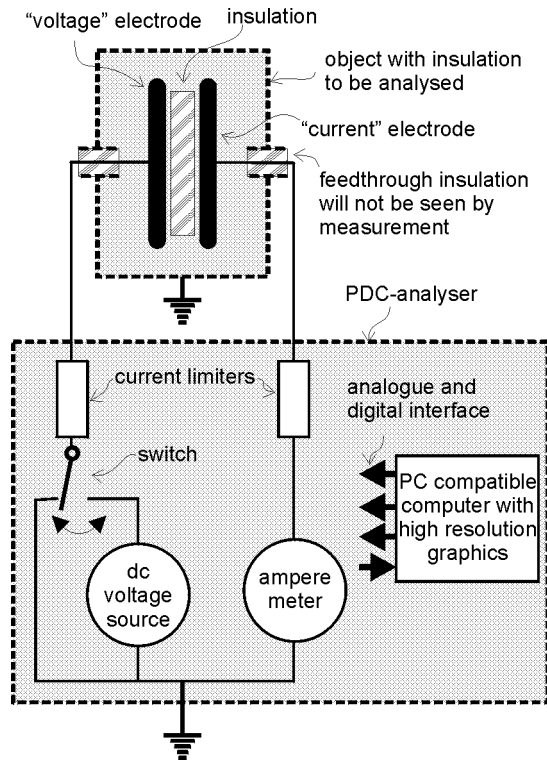 “voltage” electrode
insulation
object with insulation
to be analysed
“current” electrode
feedthrough insulation
will not be seen by
measurement
PDC-analyser
current limiters
analogue and
digital interface
switch
PC compatible
computer with
high resolution
graphics
dc
voltage
source
ampere
meter